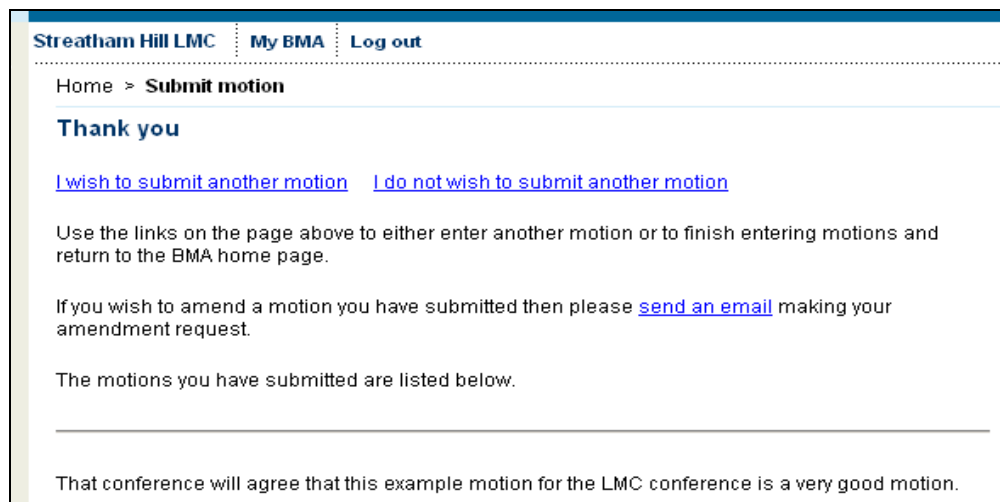 Streatham Hill LMC My BMA Log out
Home > Submit motion
Thank you
I wish to submit another motion I do not wish to submit another motion
Use the links on the page above to either enter another motion or to finish entering motions and
return to the BMA home page.
If you wish to amend a motion you have submitted then please send an email making your
amendment request.
The motions you have submitted are listed below.
That conference will agree that this example motion for the LMC conference is a very good motion.